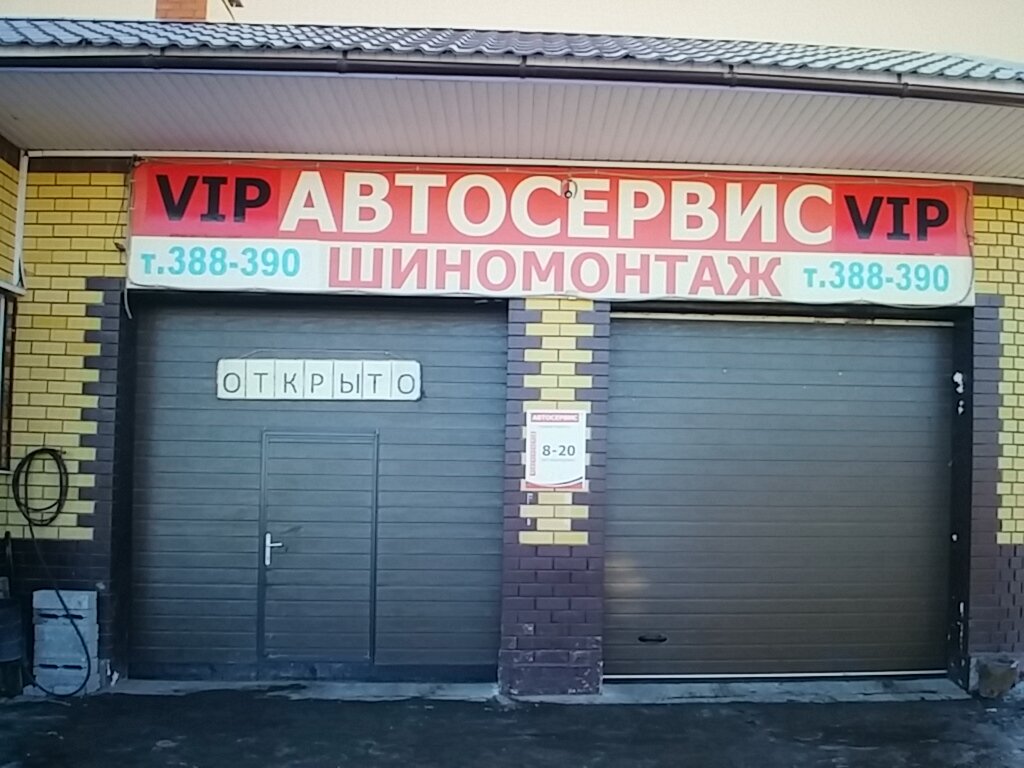 VIP АВТОСЕРВИС VIP
т.388-390 ШИНОМОНТАЖ т.388-390
ОТКРЫТО
АВТОСЕРВИС
8-20